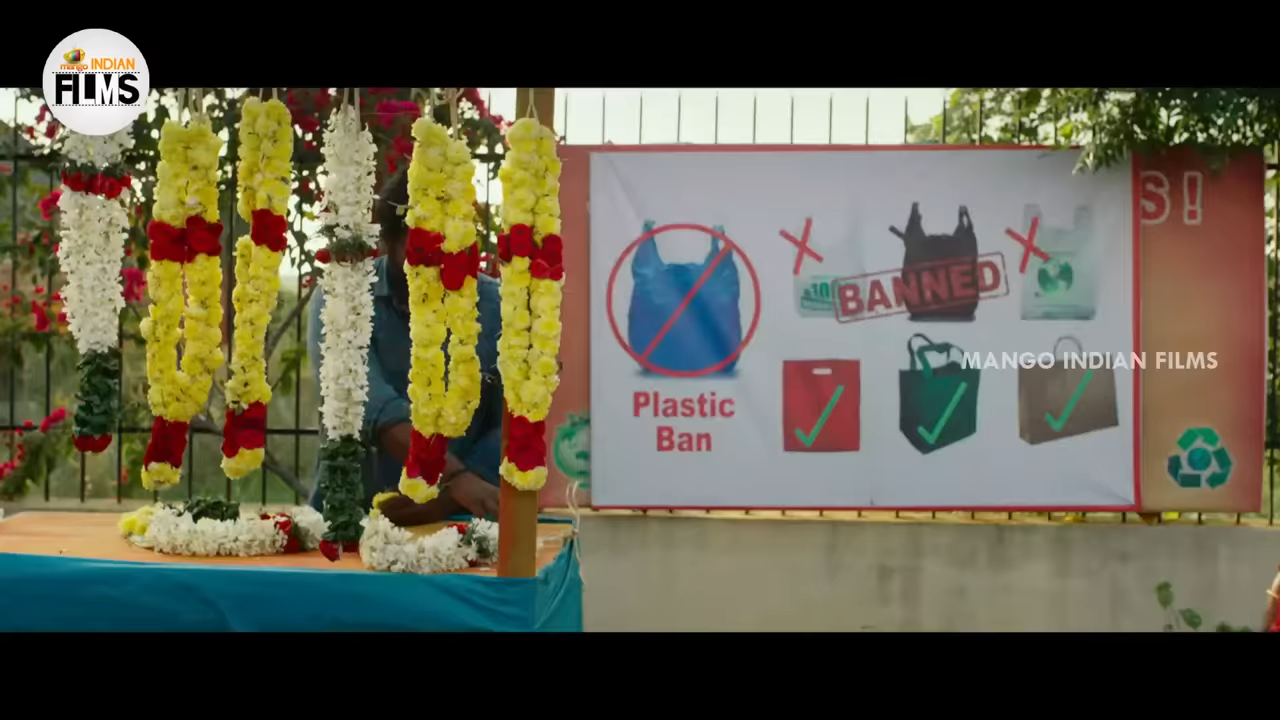 mango INDIAN
FILMS
S!
BANNED
MANGO INDIAN FILMS
Plastic
Ban